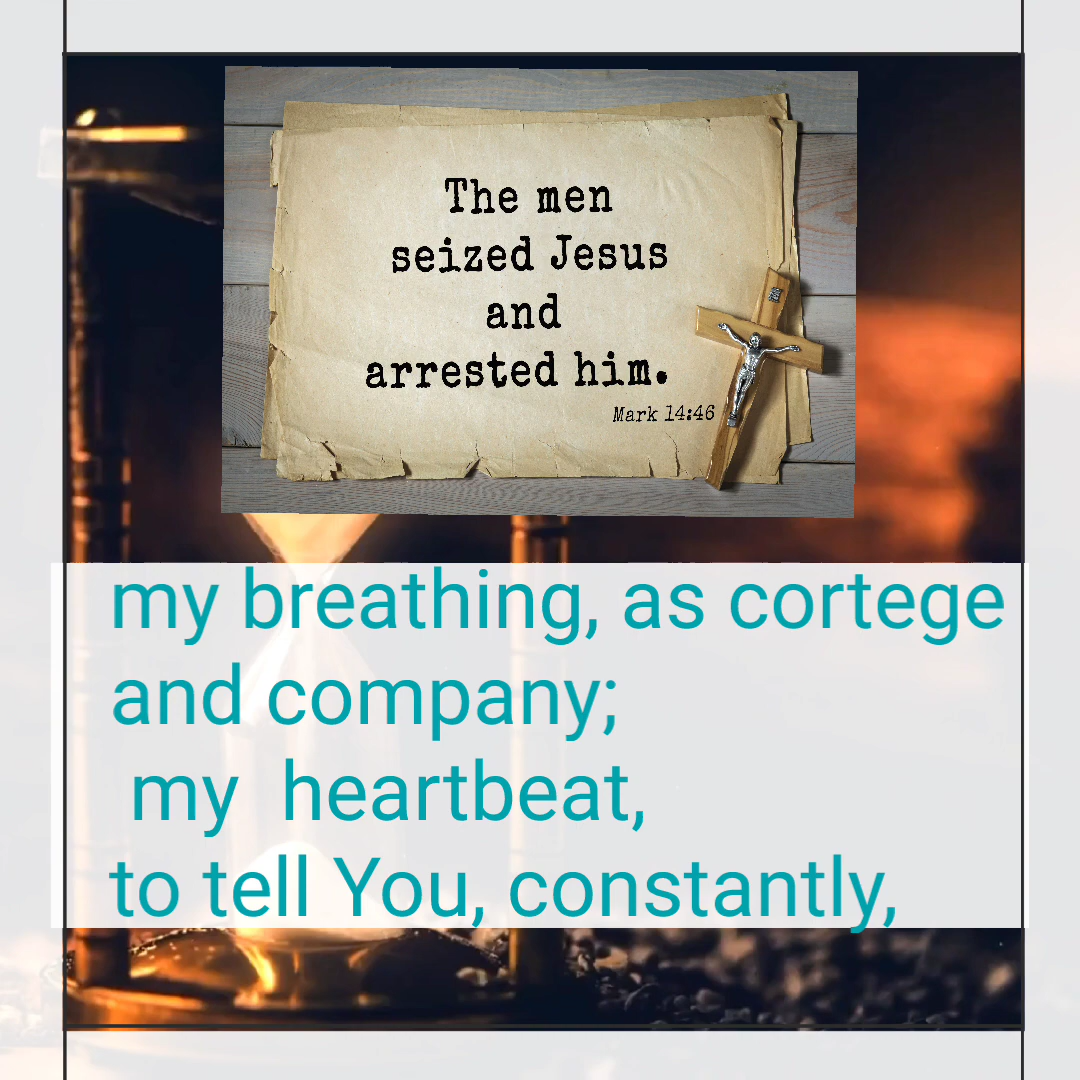 The men
seized Jesus
and
arrested him.
Mark 14:46
my breathing, as cortege
and company;
my  heartbeat,
to tell You, constantly,